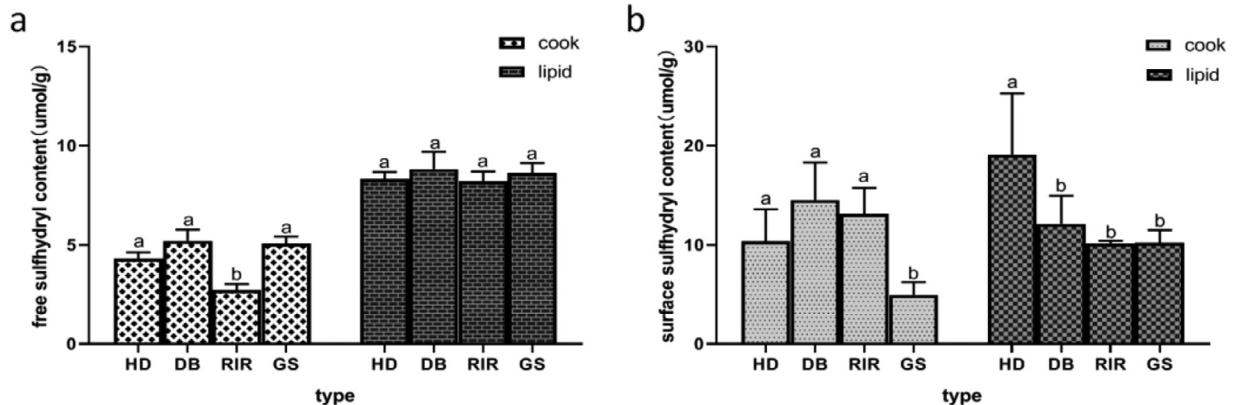 a
free sulfhydryl content(umol/g)
15
10
5
0
cook
lipid
a
a
b
a
a
a
a
a
HD DB RIR GS HD DB RIR GS
type
b
surface sulfhydryl content(umol/g)
30
20
10
0
cook
lipid
a
a
a
b
a
b
b
b
HD DB RIR GS HD DB RIR GS
type